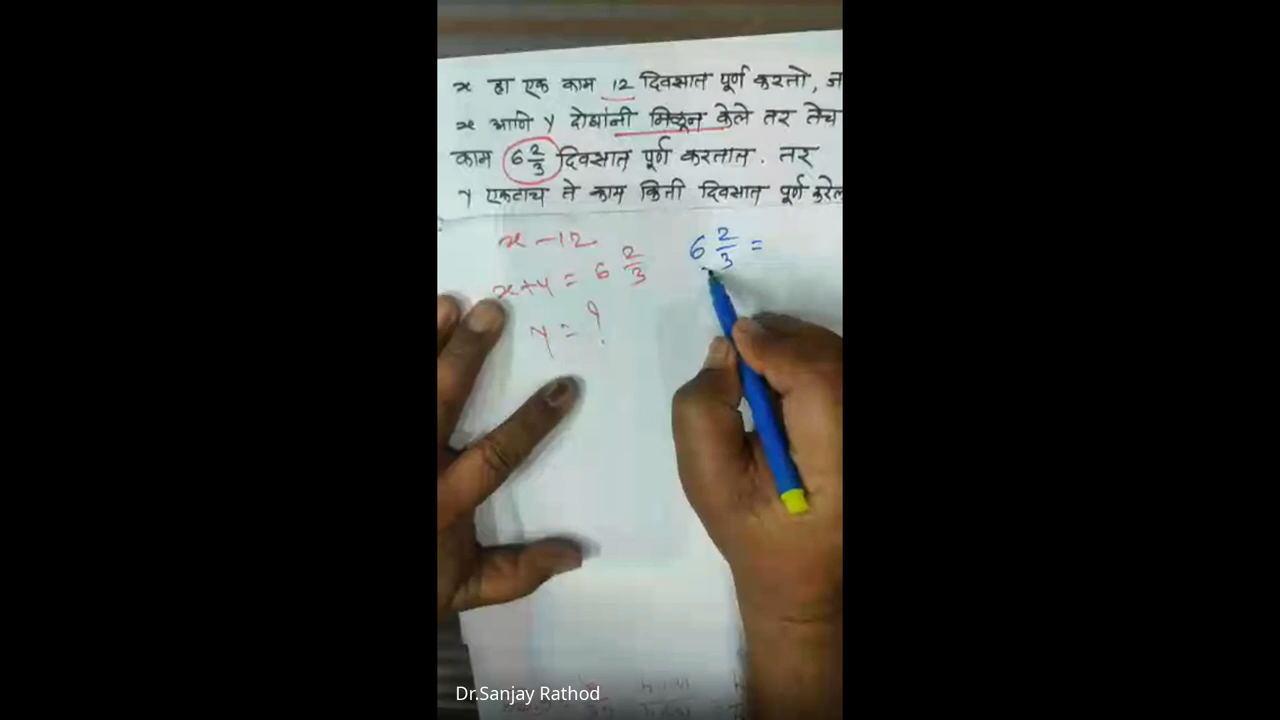 x हा एक काम 12 दिवसात पूर्ण करतो, ज
x आणि y दोघांनी मिळून केले तर तेच
काम 6 2/3 दिवसात पूर्ण करतात. तर
y एकटाच ते काम किती दिवसात पूर्ण करेल
x - 12
x+y = 6 2/3
y = ?
6 2/3 =
Dr.Sanjay Rathod